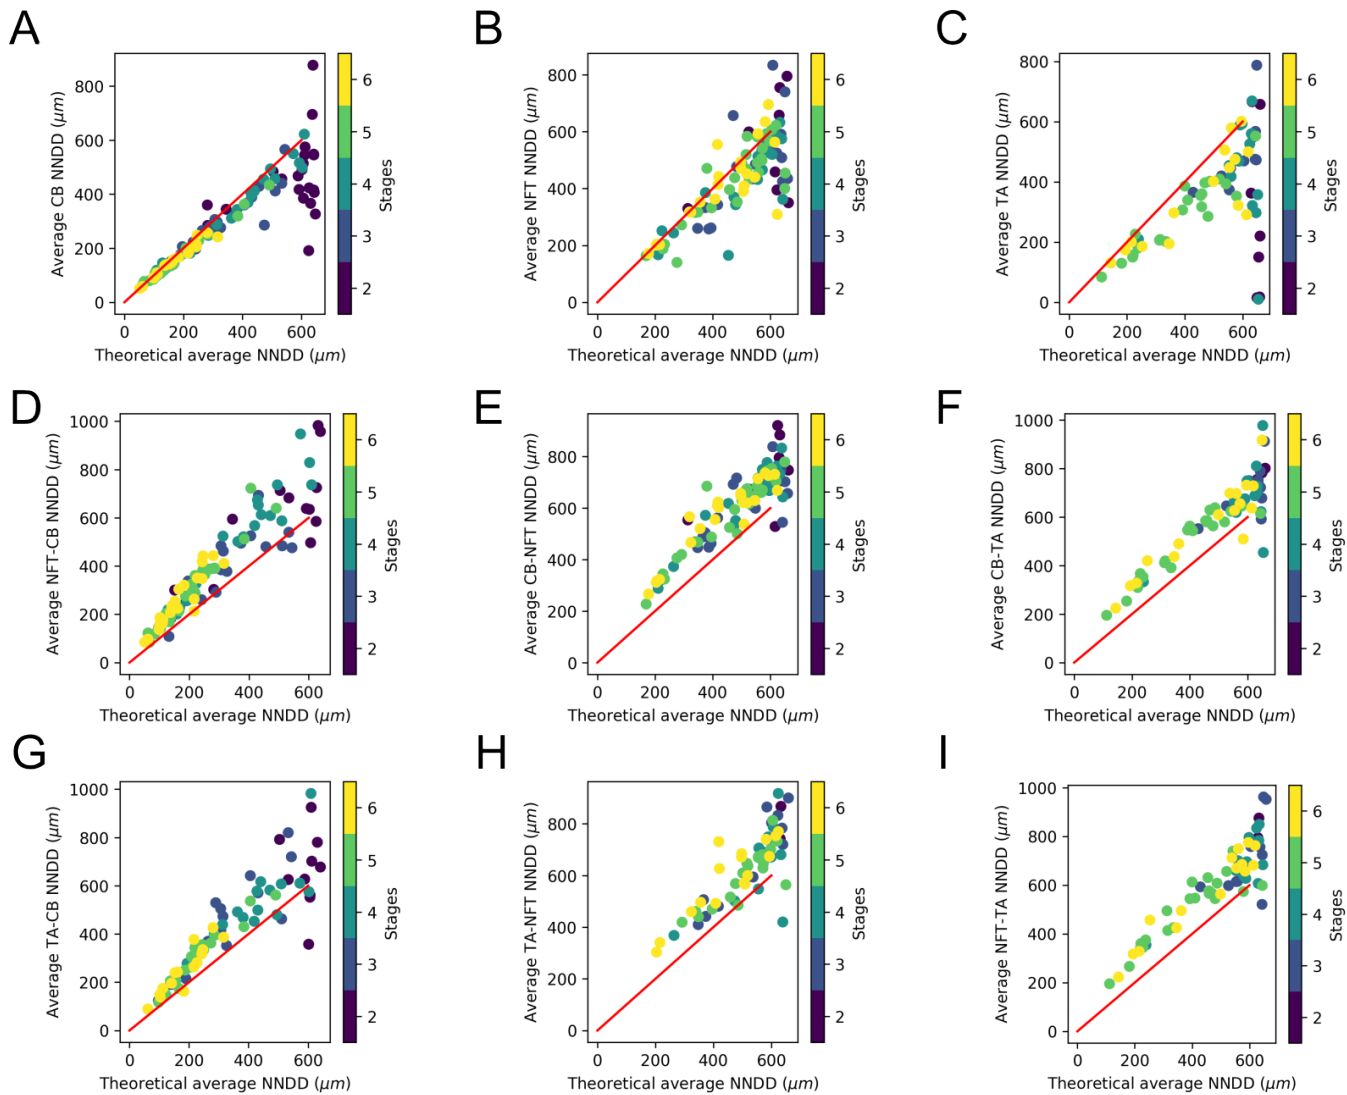 A
B
C
Average CB NNDD (μm)
800
600
400
200
0
0 200 400 600
Theoretical average NNDD (μm)
6
5
4
3
2
Stages
Average NFT NNDD (μm)
800
600
400
200
0
0 200 400 600
Theoretical average NNDD (μm)
6
5
4
3
2
Stages
Average TA NNDD (μm)
800
600
400
200
0
0 200 400 600
Theoretical average NNDD (μm)
6
5
4
3
2
Stages
D
E
F
Average NFT-CB NNDD (μm)
1000
800
600
400
200
0
0 200 400 600
Theoretical average NNDD (μm)
6
5
4
3
2
Stages
Average CB-NFT NNDD (μm)
800
600
400
200
0
0 200 400 600
Theoretical average NNDD (μm)
6
5
4
3
2
Stages
Average CB-TA NNDD (μm)
1000
800
600
400
200
0
0 200 400 600
Theoretical average NNDD (μm)
6
5
4
3
2
Stages
G
H
I
Average TA-CB NNDD (μm)
1000
800
600
400
200
0
0 200 400 600
Theoretical average NNDD (μm)
6
5
4
3
2
Stages
Average TA-NFT NNDD (μm)
800
600
400
200
0
0 200 400 600
Theoretical average NNDD (μm)
6
5
4
3
2
Stages
Average NFT-TA NNDD (μm)
1000
800
600
400
200
0
0 200 400 600
Theoretical average NNDD (μm)
6
5
4
3
2
Stages